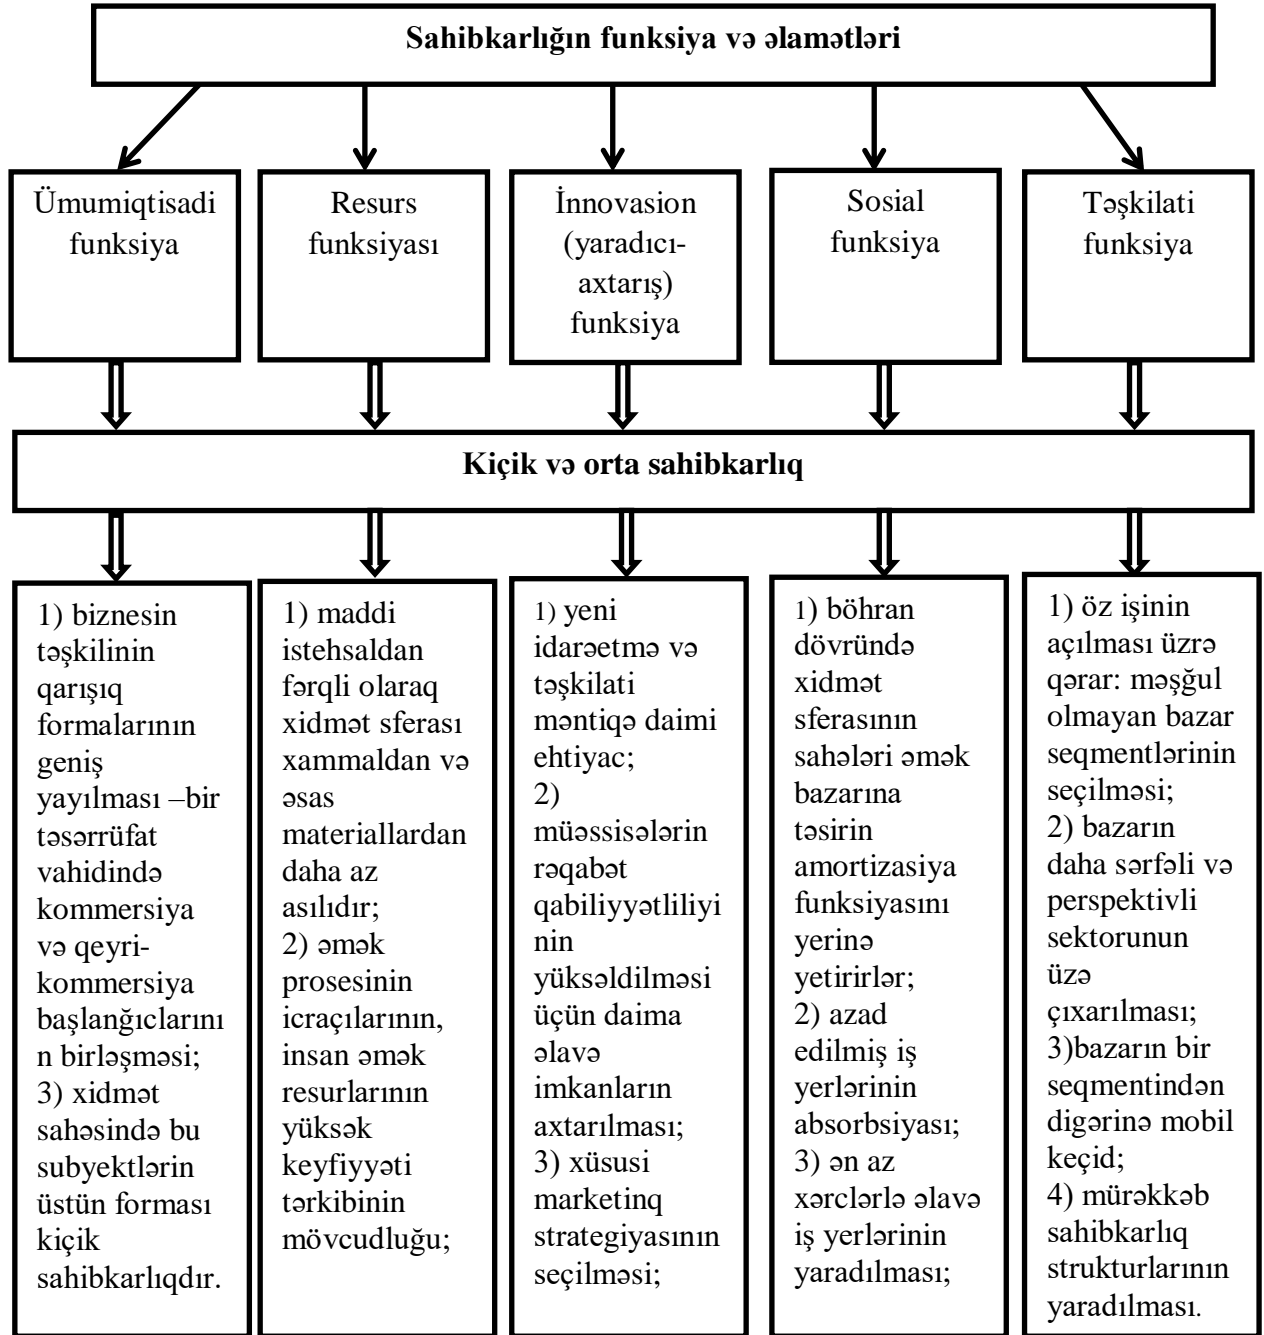 Sahibkarlığın funksiya və əlamətləri
Ümumiqtisadi
funksiya
Resurs
funksiyası
İnnovasion
(yaradıcı-
axtarış)
funksiya
Sosial
funksiya
Təşkilati
funksiya
Kiçik və orta sahibkarlıq
1) biznesin
təşkilinin
qarışıq
formalarının
geniş
yayılması –bir
təsərrüfat
vahidində
kommersiya
və qeyri-
kommersiya
başlanğıclarını
n birləşməsi;
3) xidmət
sahəsində bu
subyektlərin
üstün forması
kiçik
sahibkarlıqdır.
1) maddi
istehsaldan
fərqli olaraq
xidmət sferası
xammaldan və
əsas
materiallardan
daha az
asılıdır;
2) əmək
prosesinin
icraçılarının,
insan əmək
resurlarının
yüksək
keyfiyyəti
tərkibinin
mövcudluğu;
1) yeni
idarəetmə və
təşkilati
məntiqə daimi
ehtiyac;
2)
müəssisələrin
rəqabət
qabiliyyətliliyi
nin
yüksəldilməsi
üçün daima
əlavə
imkanların
axtarılması;
3) xüsusi
marketinq
strategiyasının
seçilməsi;
1) böhran
dövründə
xidmət
sferasının
sahələri əmək
bazarına
təsirin
amortizasiya
funksiyasını
yerinə
yetirirlər;
2) azad
edilmiş iş
yerlərinin
absorbsiyası;
3) ən az
xərclərlə əlavə
iş yerlərinin
yaradılması;
1) öz işinin
açılması üzrə
qərar: məşğul
olmayan bazar
seqmentlərinin
seçilməsi;
2) bazarın
daha sərfəli və
perspektivli
sektorunun
üzə
çıxarılması;
3)bazarın bir
seqmentindən
digərinə mobil
keçid;
4) mürəkkəb
sahibkarlıq
strukturlarının
yaradılması.